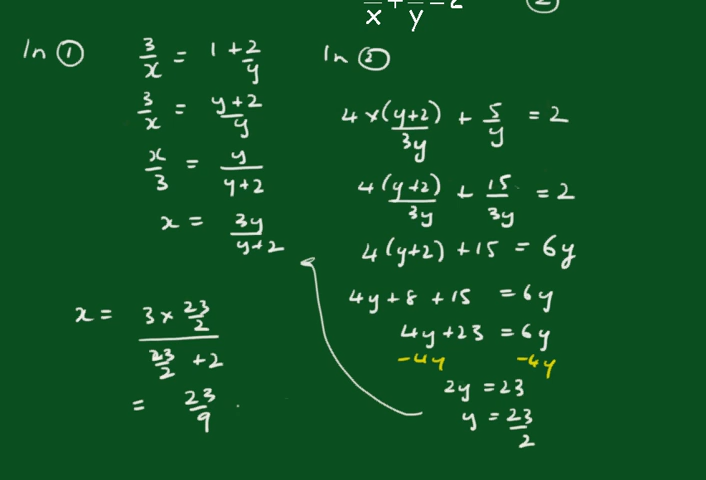 /x + /y = 2 ②
In ① 3/x = 1 + 2/y
3/x = y+2/y
x/3 = y/y+2
x = 3y/y+2
x = 3 × 23/2 / 23/2 + 2
= 23/9 .
In ②
4 × (y+2)/3y + 5/y = 2
4(y+2)/3y + 15/3y = 2
4(y+2) + 15 = 6y
4y + 8 + 15 = 6y
4y + 23 = 6y
-4y -4y
2y = 23
y = 23/2